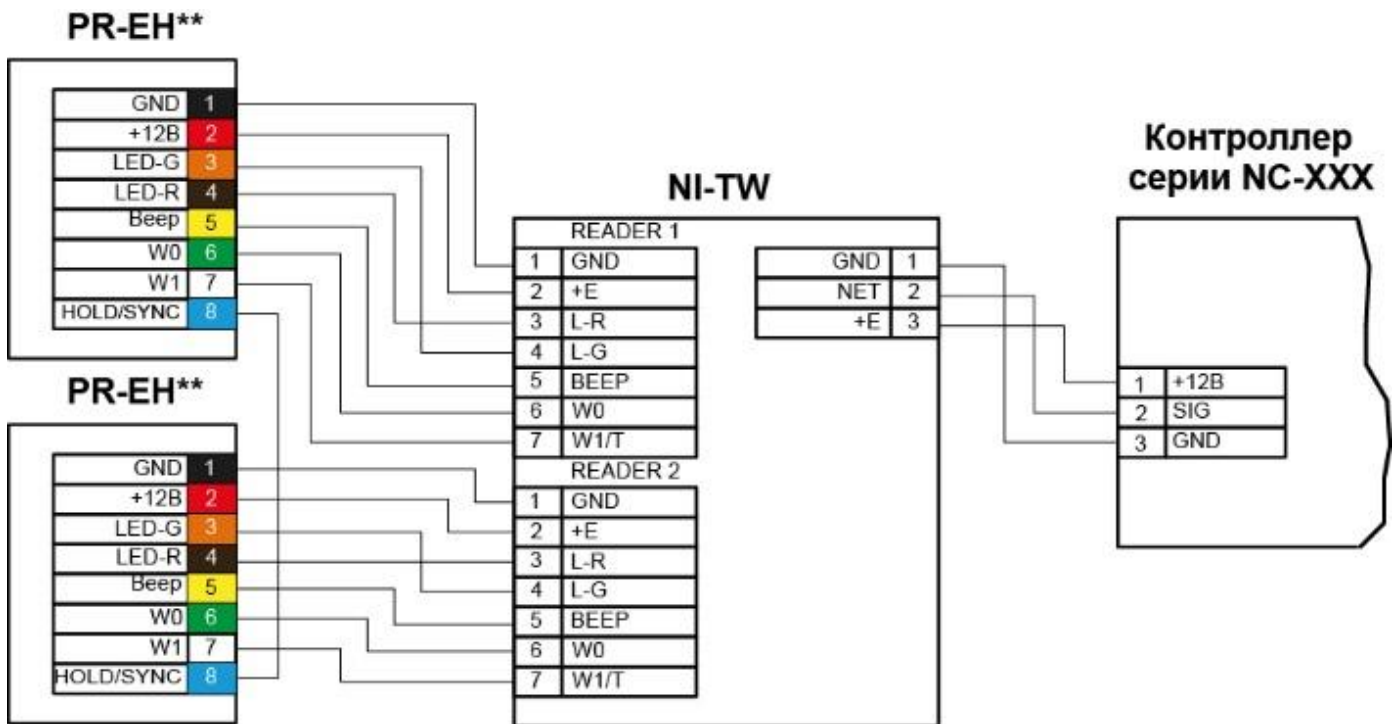 PR-EH**
GND 1
+12В 2
LED-G 3
LED-R 4
Beep 5
W0 6
W1 7
HOLD/SYNC 8
PR-EH**
GND 1
+12В 2
LED-G 3
LED-R 4
Beep 5
W0 6
W1 7
HOLD/SYNC 8
NI-TW
READER 1
1 GND
2 +E
3 L-R
4 L-G
5 BEEP
6 W0
7 W1/T
READER 2
1 GND
2 +E
3 L-R
4 L-G
5 BEEP
6 W0
7 W1/T
GND 1
NET 2
+E 3
Контроллер
серии NC-XXX
1 +12В
2 SIG
3 GND